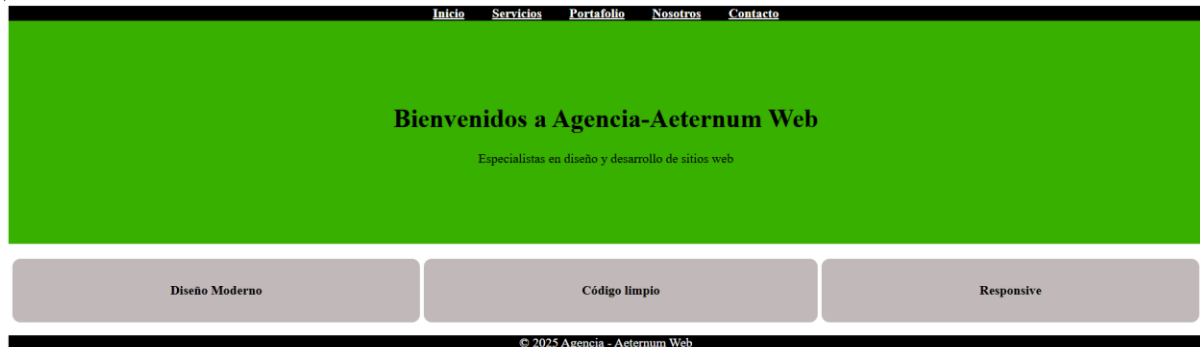 Inicio Servicios Portafolio Nosotros Contacto
Bienvenidos a Agencia-Aeternum Web
Especialistas en diseño y desarrollo de sitios web
Diseño Moderno Código limpio Responsive
© 2025 Agencia - Aeternum Web